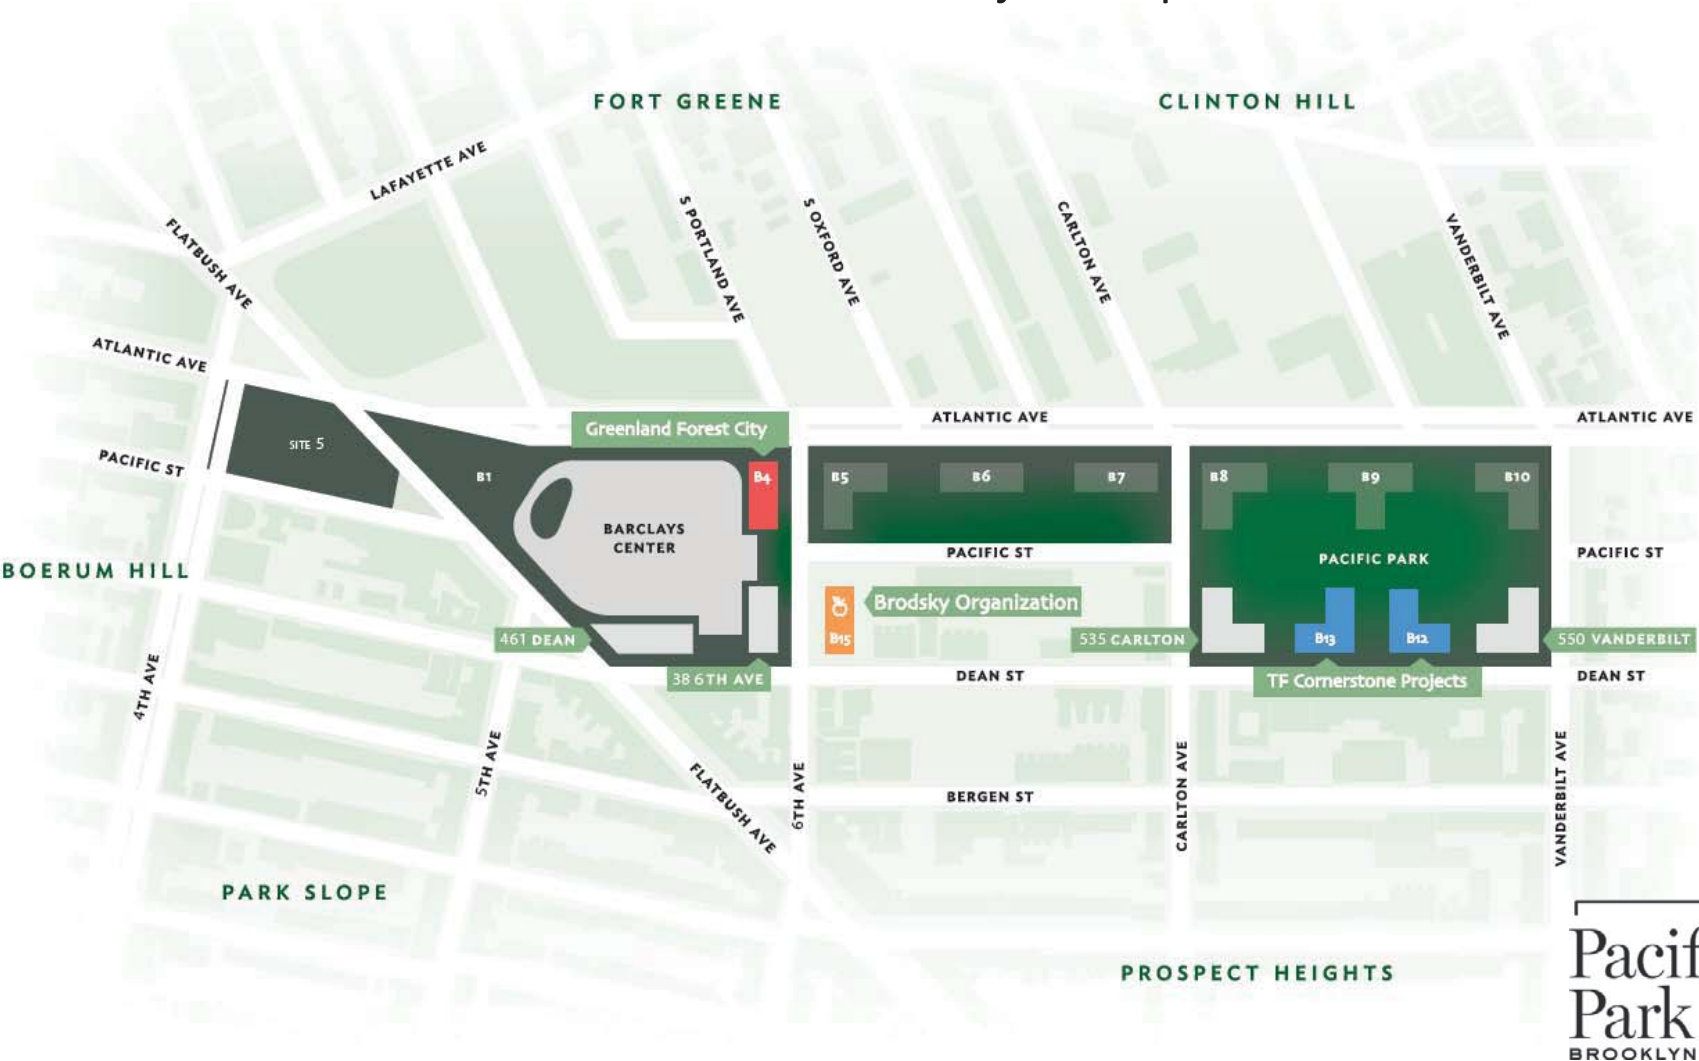 FORT GREENE
CLINTON HILL
LAFAYETTE AVE
FLATBUSH AVE
S PORTLAND AVE
S OXFORD AVE
CARLTON AVE
VANDERBILT AVE
ATLANTIC AVE
ATLANTIC AVE
ATLANTIC AVE
Greenland Forest City
SITE 5
PACIFIC ST
B1
B4
B5
B6
B7
B8
B9
B10
BARCLAYS
CENTER
PACIFIC ST
PACIFIC PARK
PACIFIC ST
BOERUM HILL
Brodsky Organization
B15
461 DEAN
535 CARLTON
B13
B12
550 VANDERBILT
38 6TH AVE
DEAN ST
TF Cornerstone Projects
DEAN ST
4TH AVE
5TH AVE
FLATBUSH AVE
6TH AVE
BERGEN ST
CARLTON AVE
VANDERBILT AVE
PARK SLOPE
PROSPECT HEIGHTS
Pacif
Park
BROOKLYN